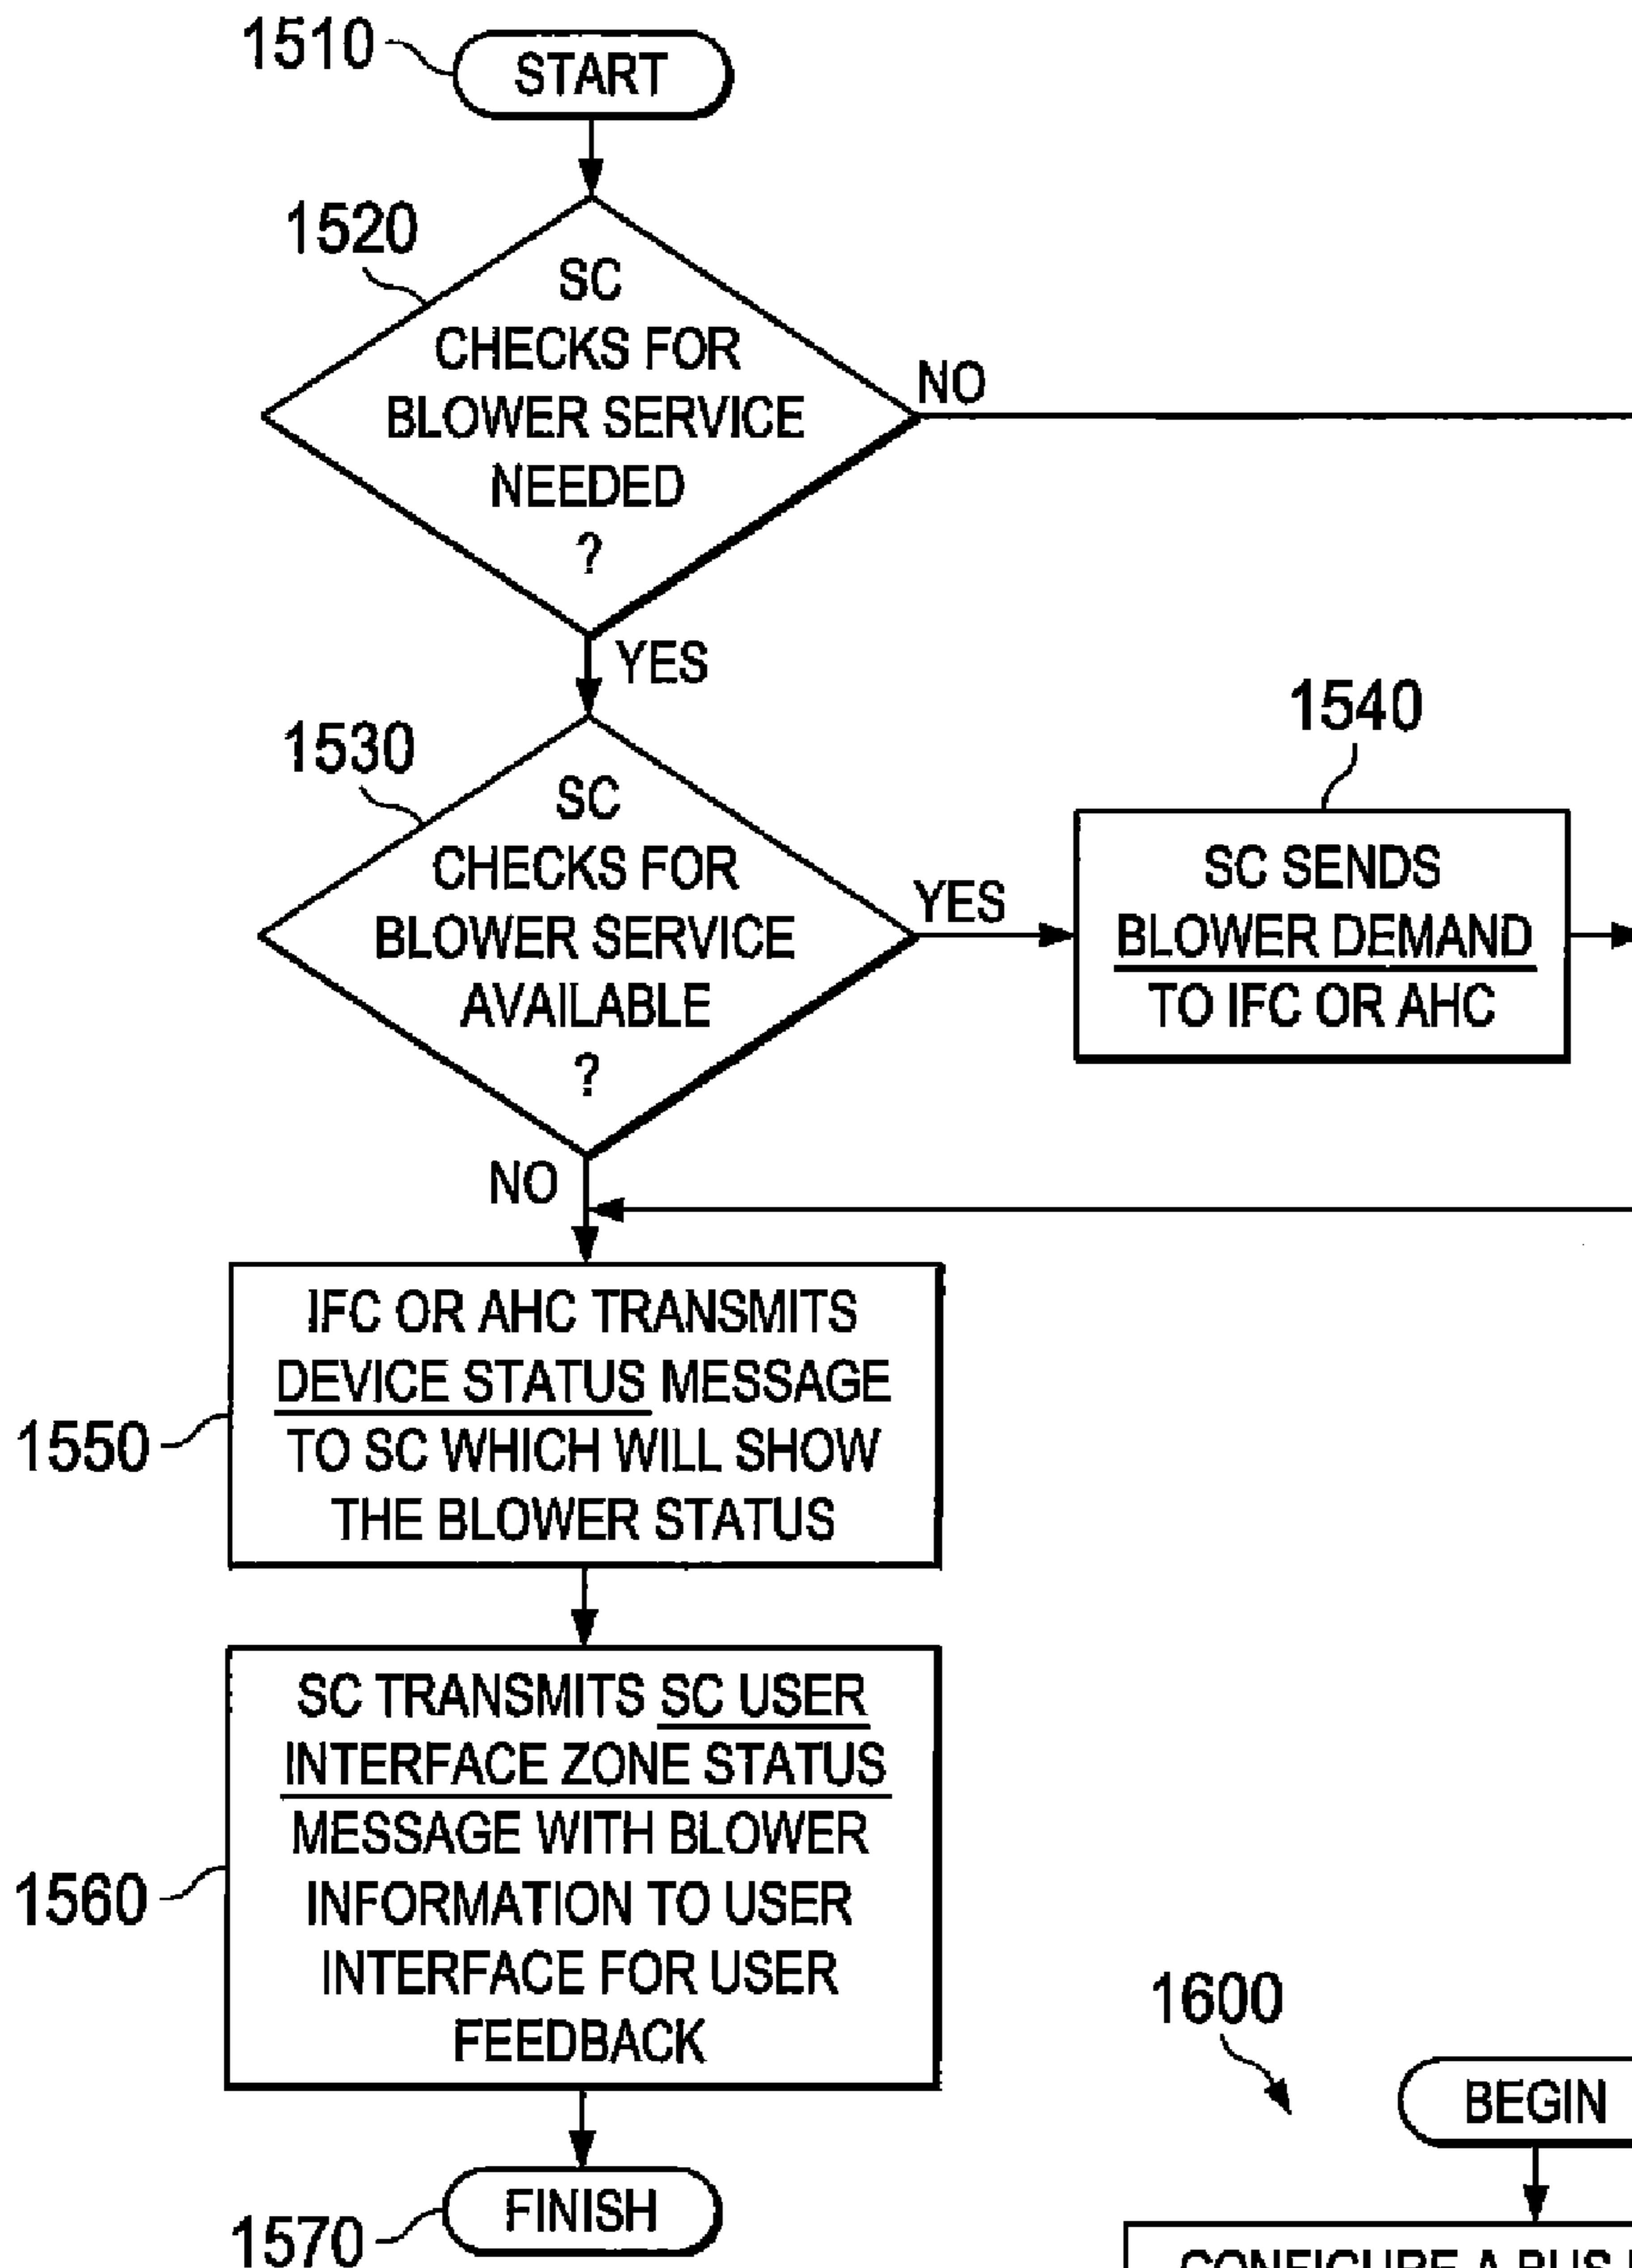 1510
START
1520
SC
CHECKS FOR
BLOWER SERVICE
NEEDED
?
NO
YES
1530
SC
CHECKS FOR
BLOWER SERVICE
AVAILABLE
?
YES
NO
1540
SC SENDS
BLOWER DEMAND
TO IFC OR AHC
1550
IFC OR AHC TRANSMITS
DEVICE STATUS MESSAGE
TO SC WHICH WILL SHOW
THE BLOWER STATUS
1560
SC TRANSMITS SC USER
INTERFACE ZONE STATUS
MESSAGE WITH BLOWER
INFORMATION TO USER
INTERFACE FOR USER
FEEDBACK
1570
FINISH
1600
BEGIN
CONFIGURE A BUS